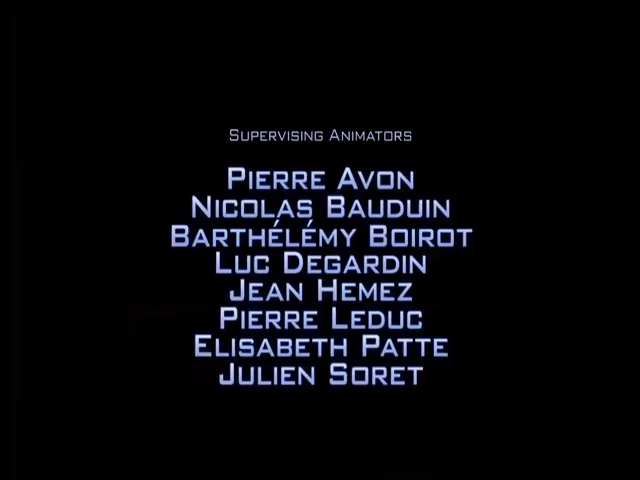 Supervising Animators
Pierre Avon
Nicolas Bauduin
Barthélémy Boirot
Luc Degardin
Jean Hemez
Pierre Leduc
Elisabeth Patte
Julien Soret